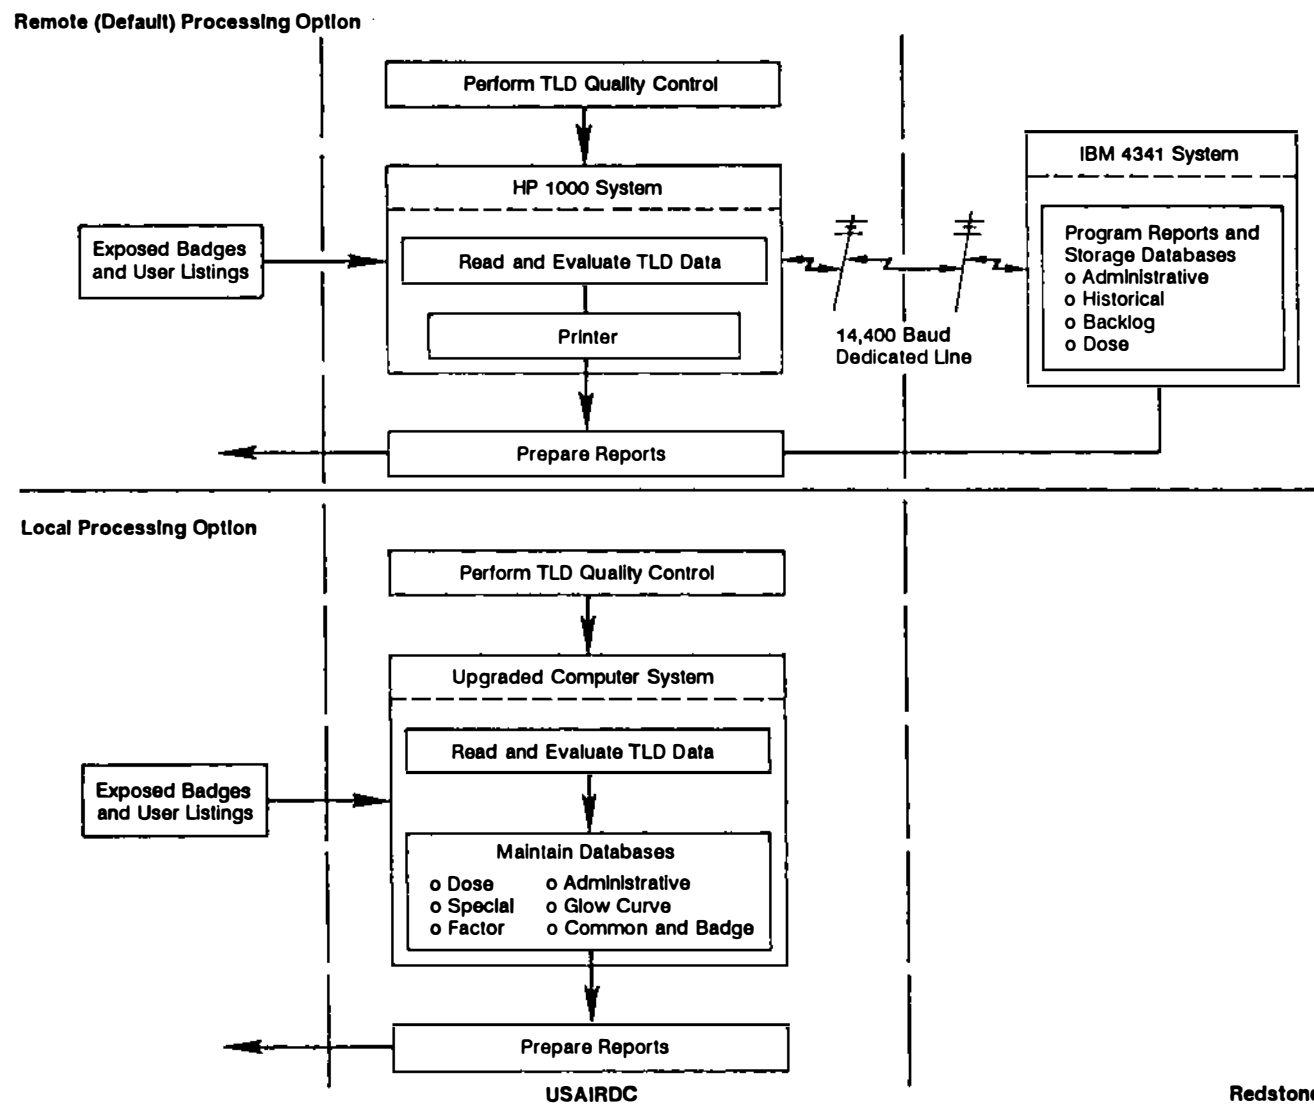 Remote (Default) Processing Option
Perform TLD Quality Control
HP 1000 System
IBM 4341 System
Exposed Badges
and User Listings
Read and Evaluate TLD Data
Printer
14,400 Baud
Dedicated Line
Program Reports and
Storage Databases
o Administrative
o Historical
o Backlog
o Dose
Prepare Reports
Local Processing Option
Perform TLD Quality Control
Upgraded Computer System
Read and Evaluate TLD Data
Exposed Badges
and User Listings
Maintain Databases
o Dose o Administrative
o Special o Glow Curve
o Factor o Common and Badge
Prepare Reports
USAIRDC
Redstone